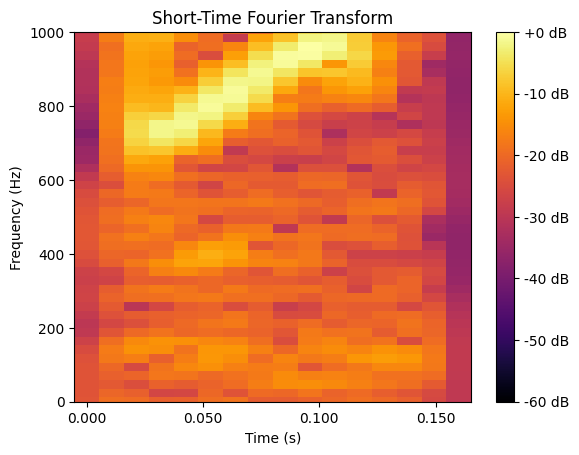 Short-Time Fourier Transform
1000
800
600
400
200
0
Frequency (Hz)
0.000
0.050
0.100
0.150
Time (s)
+0 dB
-10 dB
-20 dB
-30 dB
-40 dB
-50 dB
-60 dB